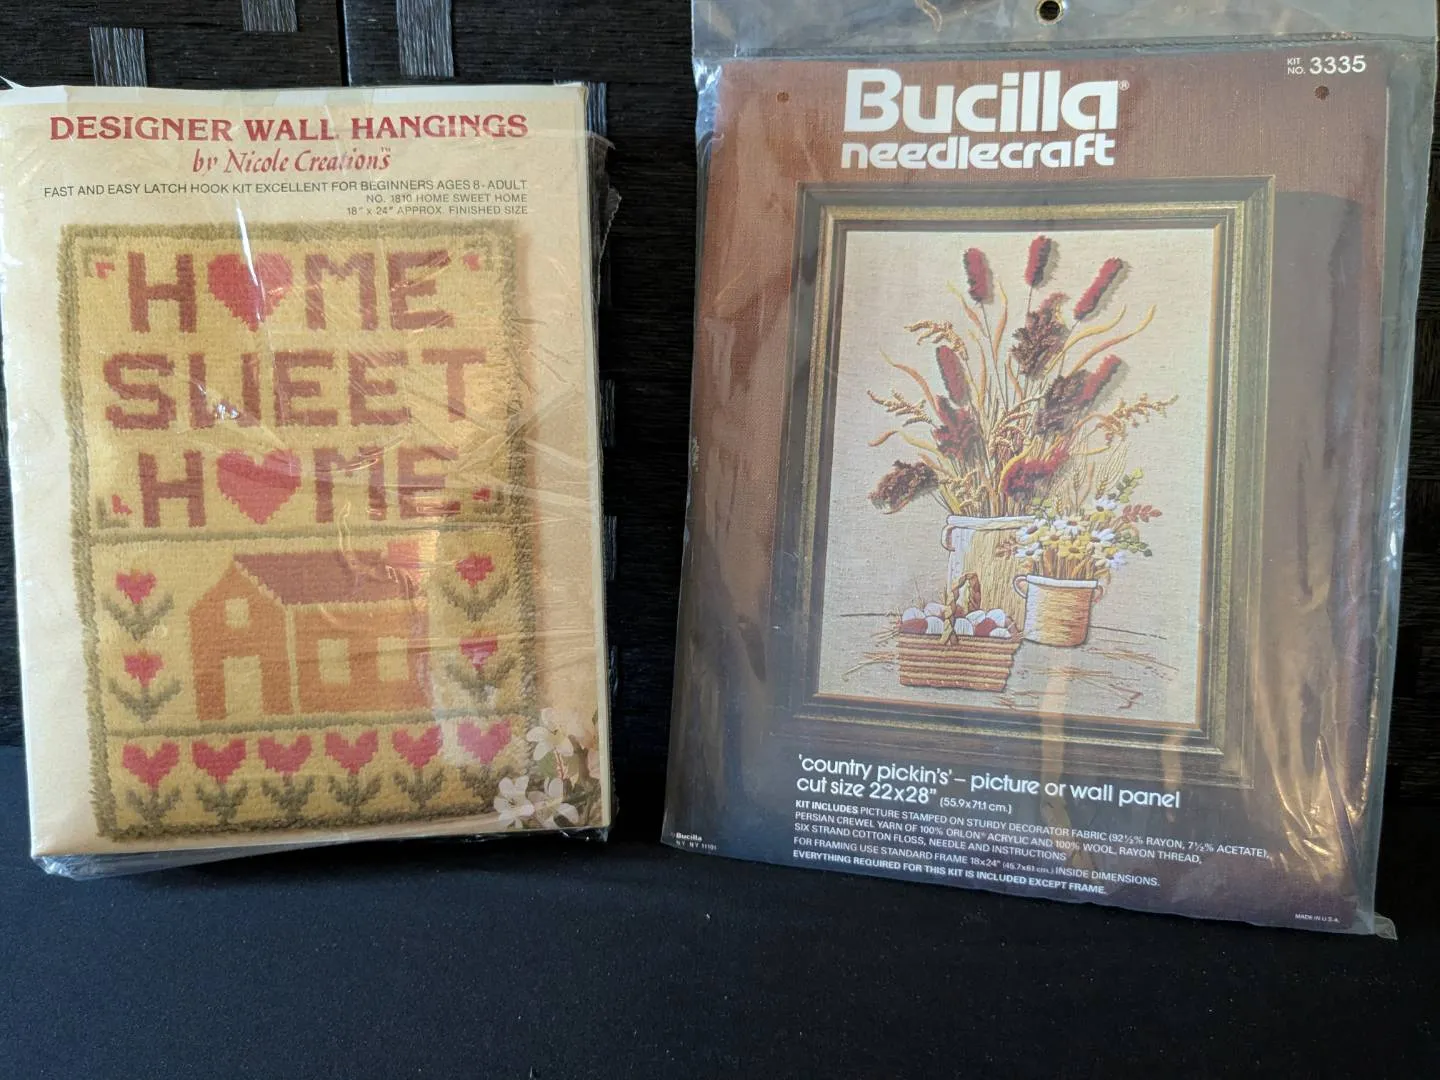 DESIGNER WALL HANGINGS
by Nicole Creations™
FAST AND EASY LATCH HOOK KIT EXCELLENT FOR BEGINNERS AGES 8-ADULT
NO. 1810 HOME SWEET HOME
18" x 24" APPROX. FINISHED SIZE
HOME
SWEET
HOME
KIT NO. 3335
Bucilla®
needlecraft
'country pickin's' – picture or wall panel
cut size 22x28" (55.9x71.1 cm.)
KIT INCLUDES PICTURE STAMPED ON STURDY DECORATOR FABRIC (92½% RAYON, 7½% ACETATE),
PERSIAN CREWEL YARN OF 100% ORLON® ACRYLIC AND 100% WOOL, RAYON THREAD,
SIX STRAND COTTON FLOSS, NEEDLE AND INSTRUCTIONS
FOR FRAMING USE STANDARD FRAME 18x24" (45.7x61 cm.) INSIDE DIMENSIONS.
EVERYTHING REQUIRED FOR THIS KIT IS INCLUDED EXCEPT FRAME.
Bucilla
N Y N Y 11101
MADE IN U.S.A.